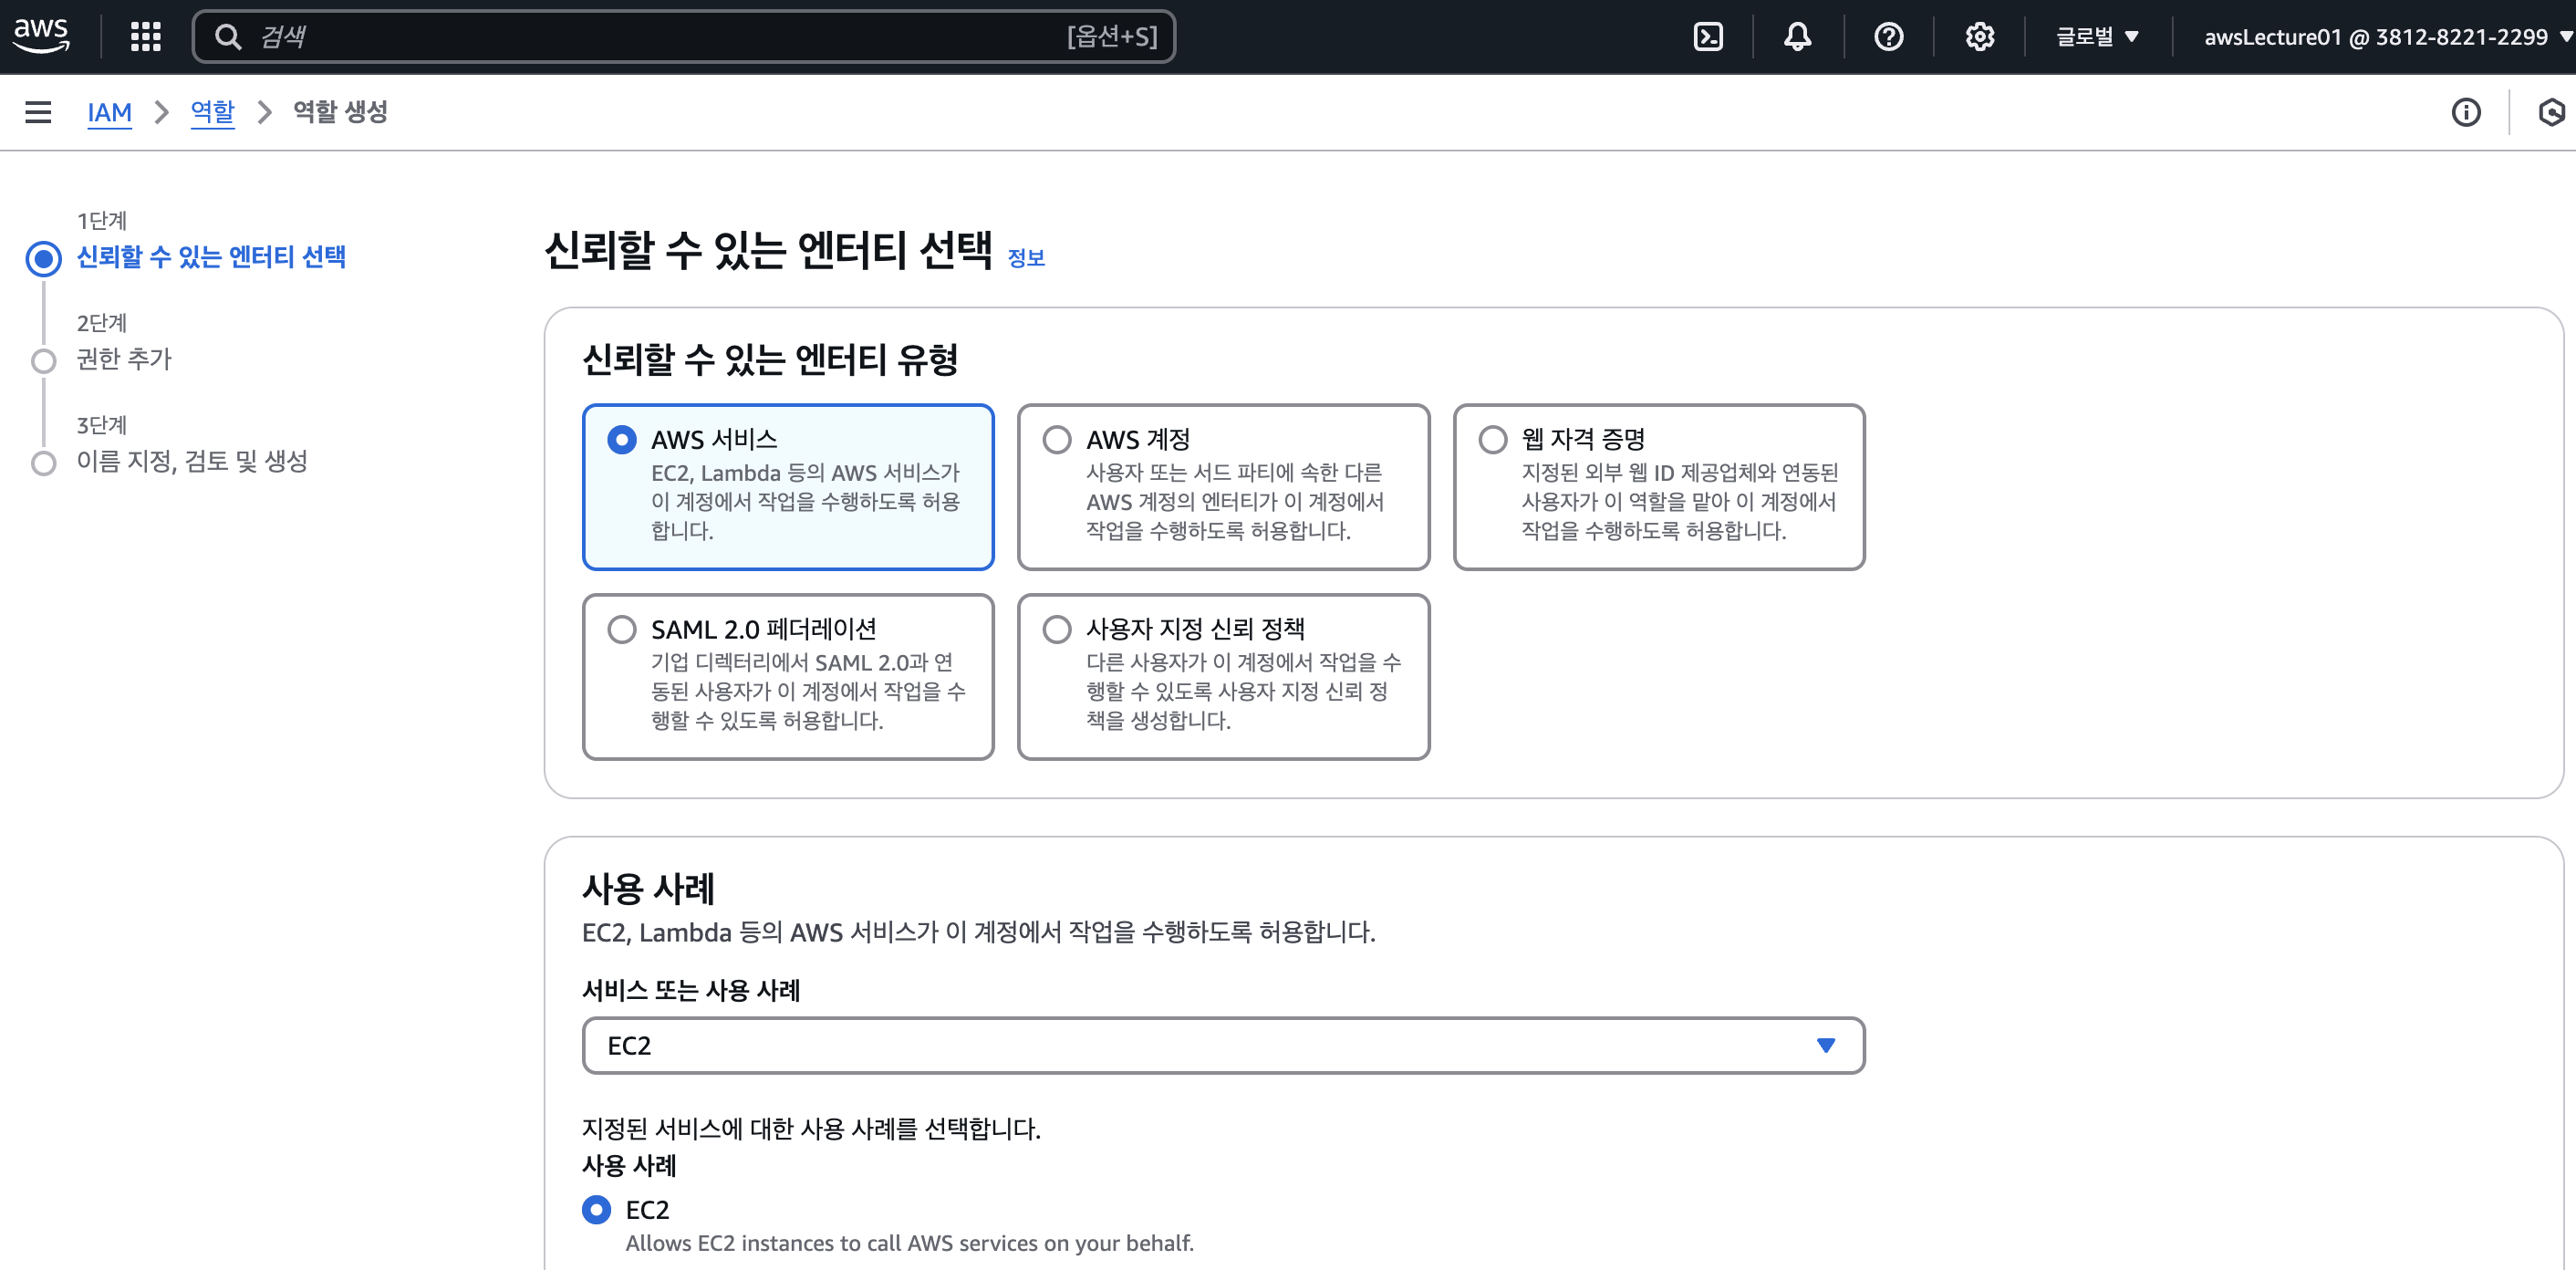 aws
검색
[옵션+S]
글로벌
awsLecture01 @ 3812-8221-2299
IAM
역할
역할 생성
1단계
신뢰할 수 있는 엔터티 선택
2단계
권한 추가
3단계
이름 지정, 검토 및 생성
신뢰할 수 있는 엔터티 선택 정보
신뢰할 수 있는 엔터티 유형
AWS 서비스
EC2, Lambda 등의 AWS 서비스가
이 계정에서 작업을 수행하도록 허용
합니다.
AWS 계정
사용자 또는 서드 파티에 속한 다른
AWS 계정의 엔터티가 이 계정에서
작업을 수행하도록 허용합니다.
웹 자격 증명
지정된 외부 웹 ID 제공업체와 연동된
사용자가 이 역할을 맡아 이 계정에서
작업을 수행하도록 허용합니다.
SAML 2.0 페더레이션
기업 디렉터리에서 SAML 2.0과 연
동된 사용자가 이 계정에서 작업을 수
행할 수 있도록 허용합니다.
사용자 지정 신뢰 정책
다른 사용자가 이 계정에서 작업을 수
행할 수 있도록 사용자 지정 신뢰 정
책을 생성합니다.
사용 사례
EC2, Lambda 등의 AWS 서비스가 이 계정에서 작업을 수행하도록 허용합니다.
서비스 또는 사용 사례
EC2
지정된 서비스에 대한 사용 사례를 선택합니다.
사용 사례
EC2
Allows EC2 instances to call AWS services on your behalf.